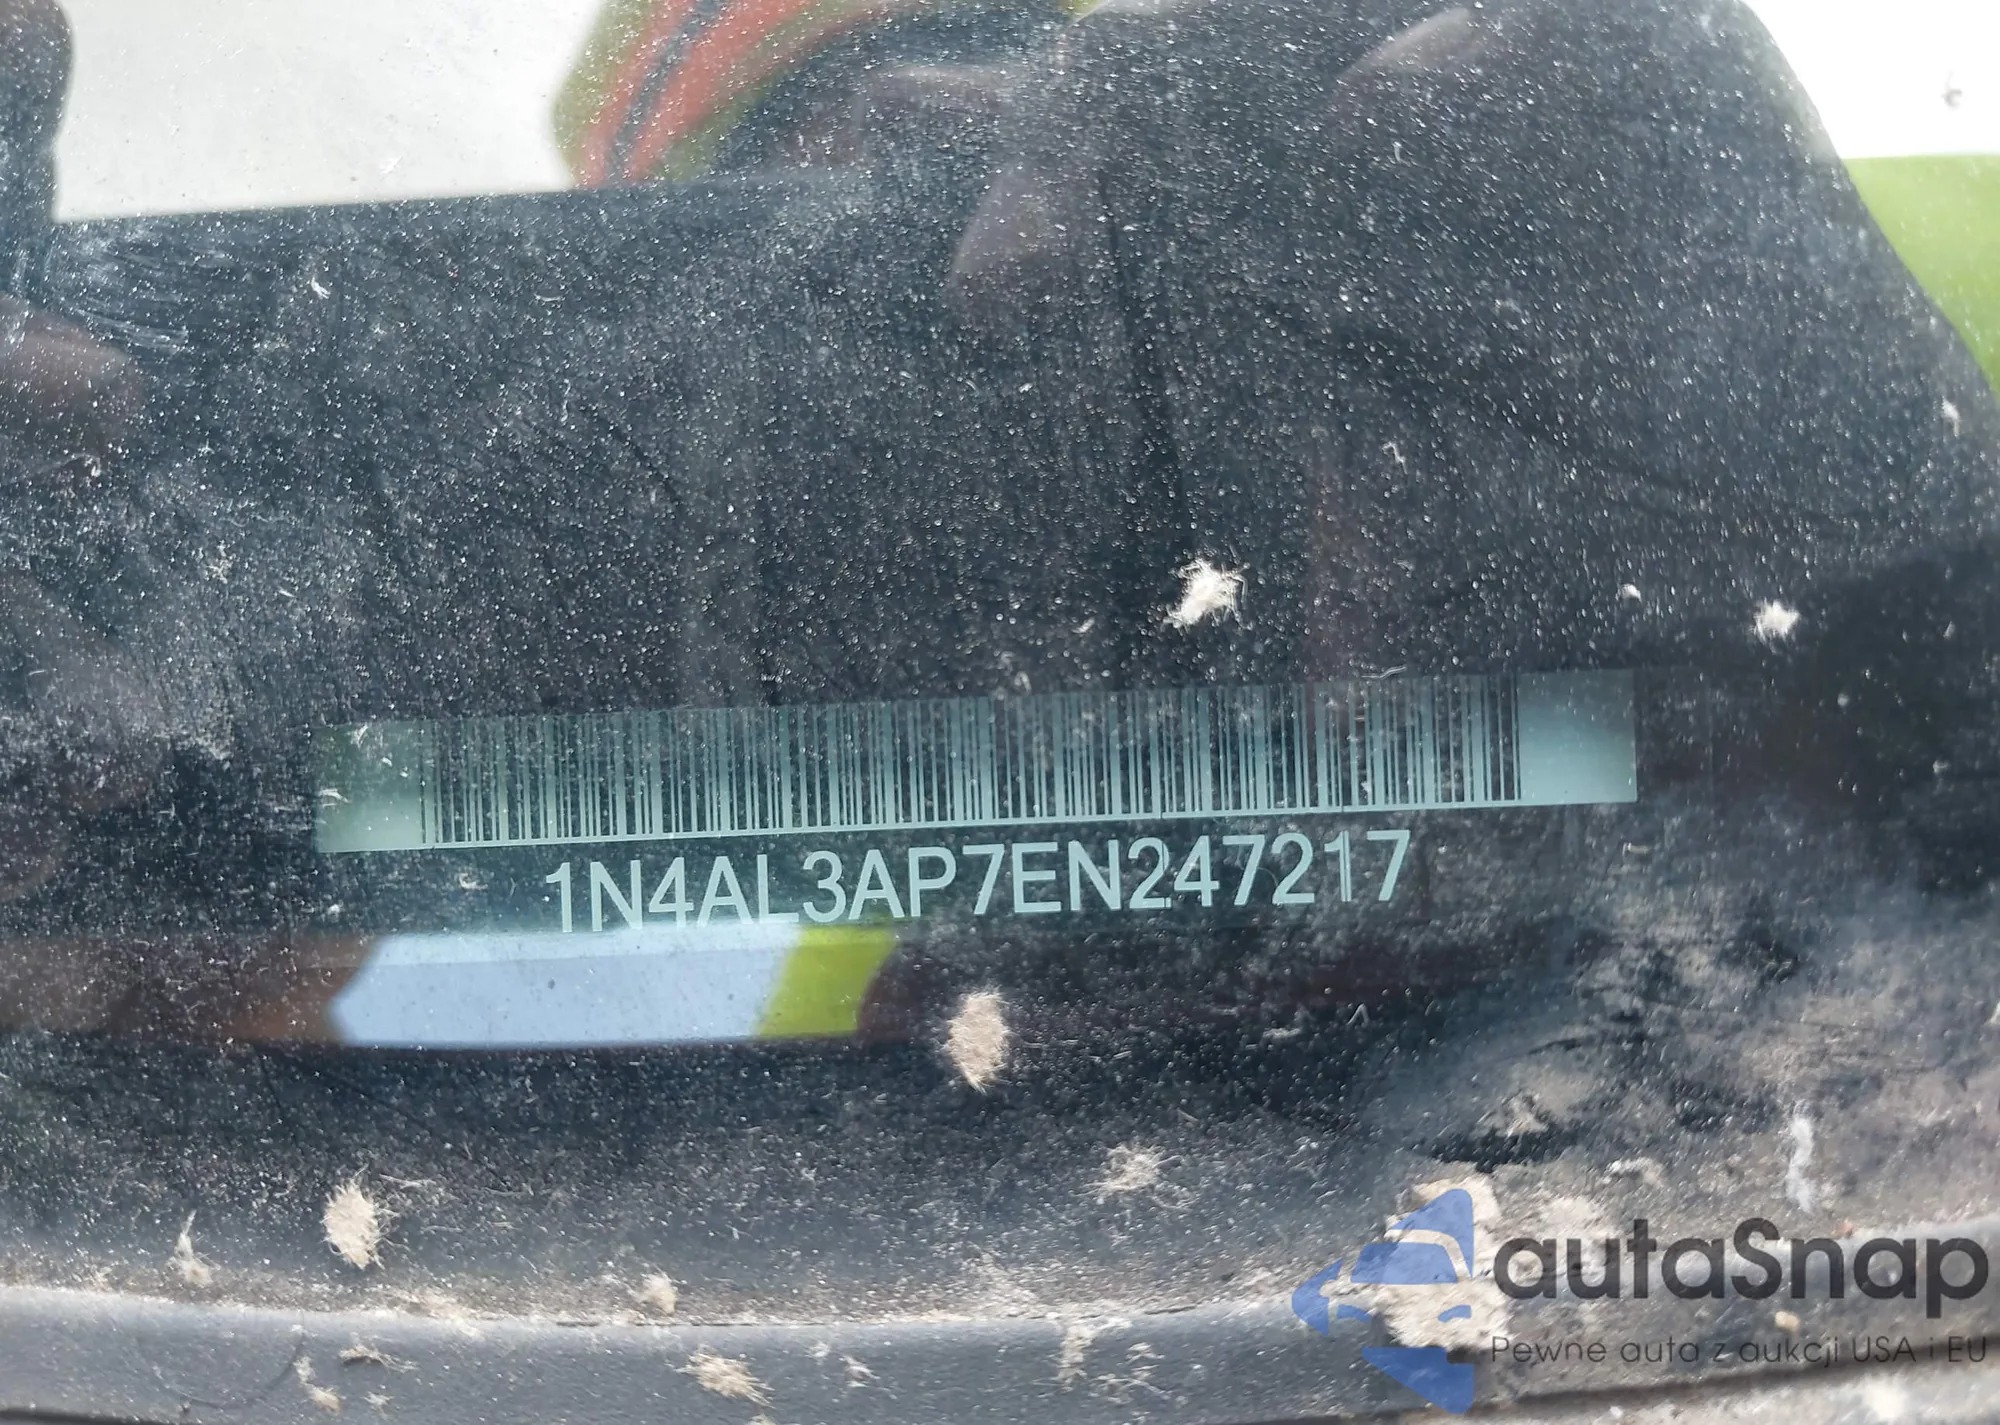 1N4AL3AP7EN247217
autaSnap
Pewne auta z aukcji USA i EU